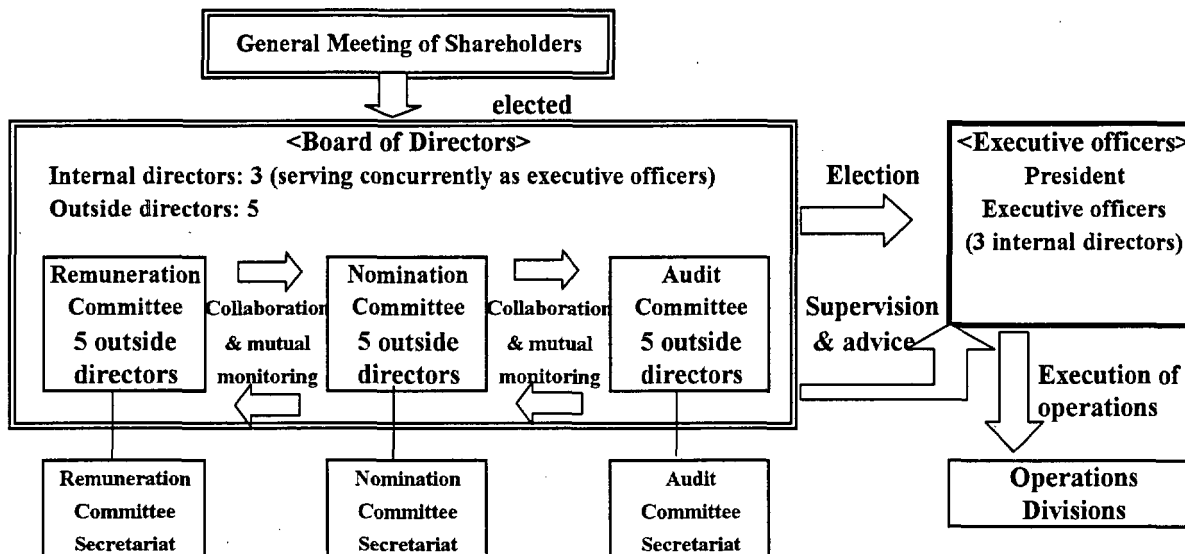 General Meeting of Shareholders
elected
<Board of Directors>
Internal directors: 3 (serving concurrently as executive officers)
Outside directors: 5
Remuneration
Committee
5 outside
directors
Collaboration
& mutual
monitoring
Nomination
Committee
5 outside
directors
Collaboration
& mutual
monitoring
Audit
Committee
5 outside
directors
Remuneration
Committee
Secretariat
Nomination
Committee
Secretariat
Audit
Committee
Secretariat
Election
Supervision
& advice
<Executive officers>
President
Executive officers
(3 internal directors)
Execution of
operations
Operations
Divisions